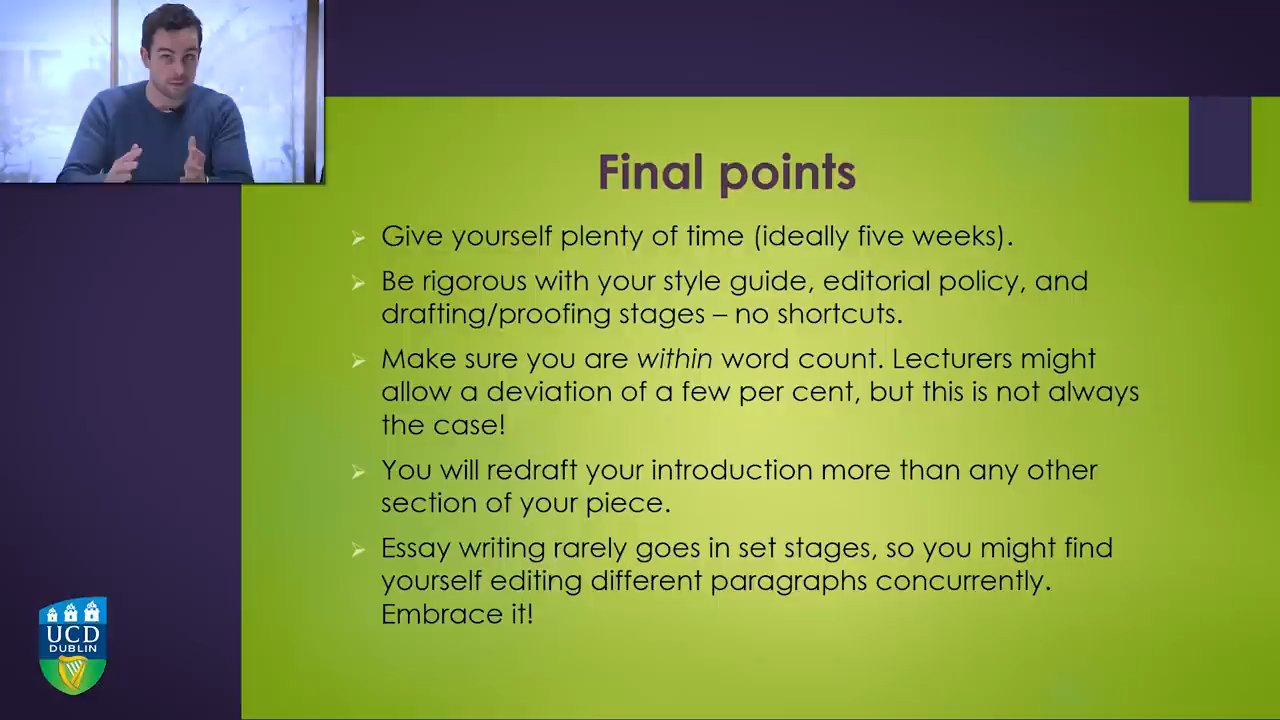 Final points
Give yourself plenty of time (ideally five weeks).
Be rigorous with your style guide, editorial policy, and
drafting/proofing stages – no shortcuts.
Make sure you are within word count. Lecturers might
allow a deviation of a few per cent, but this is not always
the case!
You will redraft your introduction more than any other
section of your piece.
Essay writing rarely goes in set stages, so you might find
yourself editing different paragraphs concurrently.
Embrace it!
UCD
DUBLIN